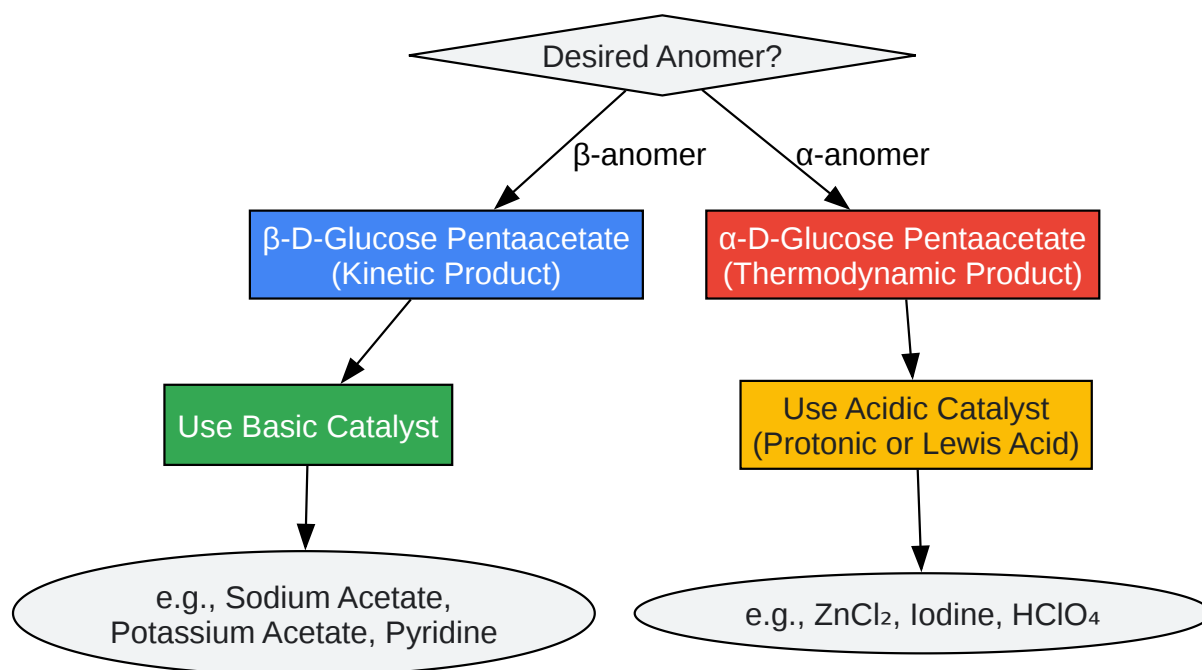 Desired Anomer?
β-anomer
α-anomer
β-D-Glucose Pentaacetate
(Kinetic Product)
α-D-Glucose Pentaacetate
(Thermodynamic Product)
Use Basic Catalyst
Use Acidic Catalyst
(Protonic or Lewis Acid)
e.g., Sodium Acetate,
Potassium Acetate, Pyridine
e.g., ZnCl₂, Iodine, HClO₄